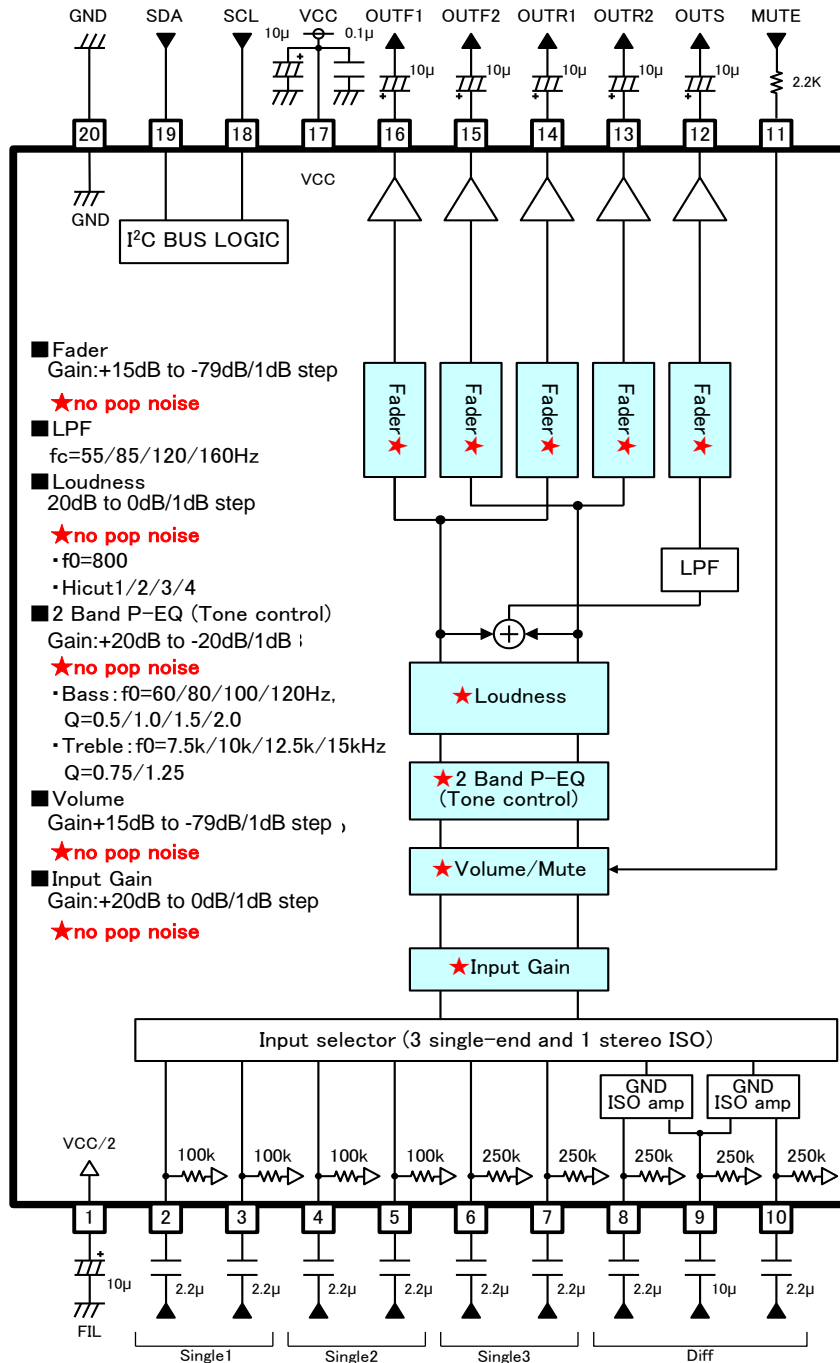 GND SDA SCL VCC OUTF1 OUTF2 OUTR1 OUTR2 OUTS MUTE
10μ + 0.1μ 10μ 10μ 10μ 10μ 10μ 2.2K
+ + + + +
20 19 18 17 16 15 14 13 12 11
VCC
GND
I²C BUS LOGIC
■Fader
Gain:+15dB to -79dB/1dB step
★no pop noise
■LPF
fc=55/85/120/160Hz
■Loudness
20dB to 0dB/1dB step
★no pop noise
・f0=800
・Hicut1/2/3/4
■2 Band P-EQ (Tone control)
Gain:+20dB to -20dB/1dB
★no pop noise
・Bass:f0=60/80/100/120Hz,
Q=0.5/1.0/1.5/2.0
・Treble:f0=7.5k/10k/12.5k/15kHz
Q=0.75/1.25
■Volume
Gain+15dB to -79dB/1dB step
★no pop noise
■Input Gain
Gain:+20dB to 0dB/1dB step
★no pop noise
Fader★
Fader★
Fader★
Fader★
Fader★
LPF
+
★Loudness
★2 Band P-EQ
(Tone control)
★Volume/Mute
★Input Gain
Input selector (3 single-end and 1 stereo ISO)
GND
ISO amp
GND
ISO amp
VCC/2
100k 100k 100k 100k 250k 250k 250k 250k 250k
1 2 3 4 5 6 7 8 9 10
+
10μ 2.2μ 2.2μ 2.2μ 2.2μ 2.2μ 2.2μ 2.2μ 10μ 2.2μ
FIL
Single1 Single2 Single3 Diff